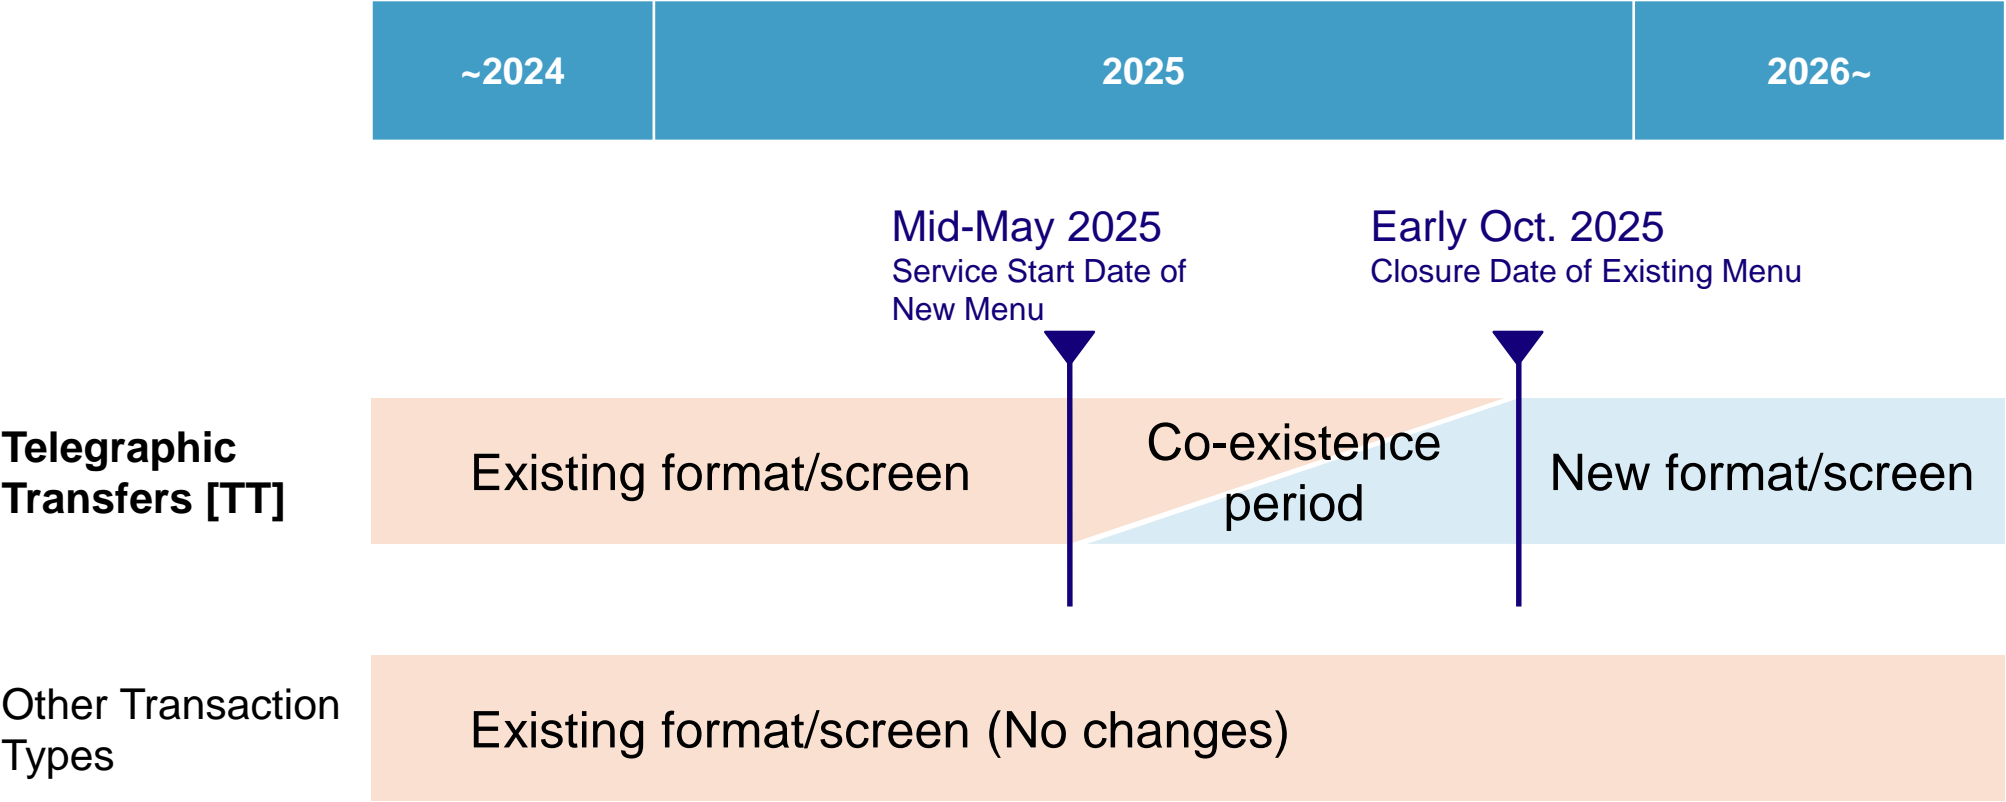 ~2024
2025
2026~
Mid-May 2025
Service Start Date of
New Menu
Early Oct. 2025
Closure Date of Existing Menu
Telegraphic
Transfers [TT]
Existing format/screen
Co-existence
period
New format/screen
Other Transaction
Types
Existing format/screen (No changes)